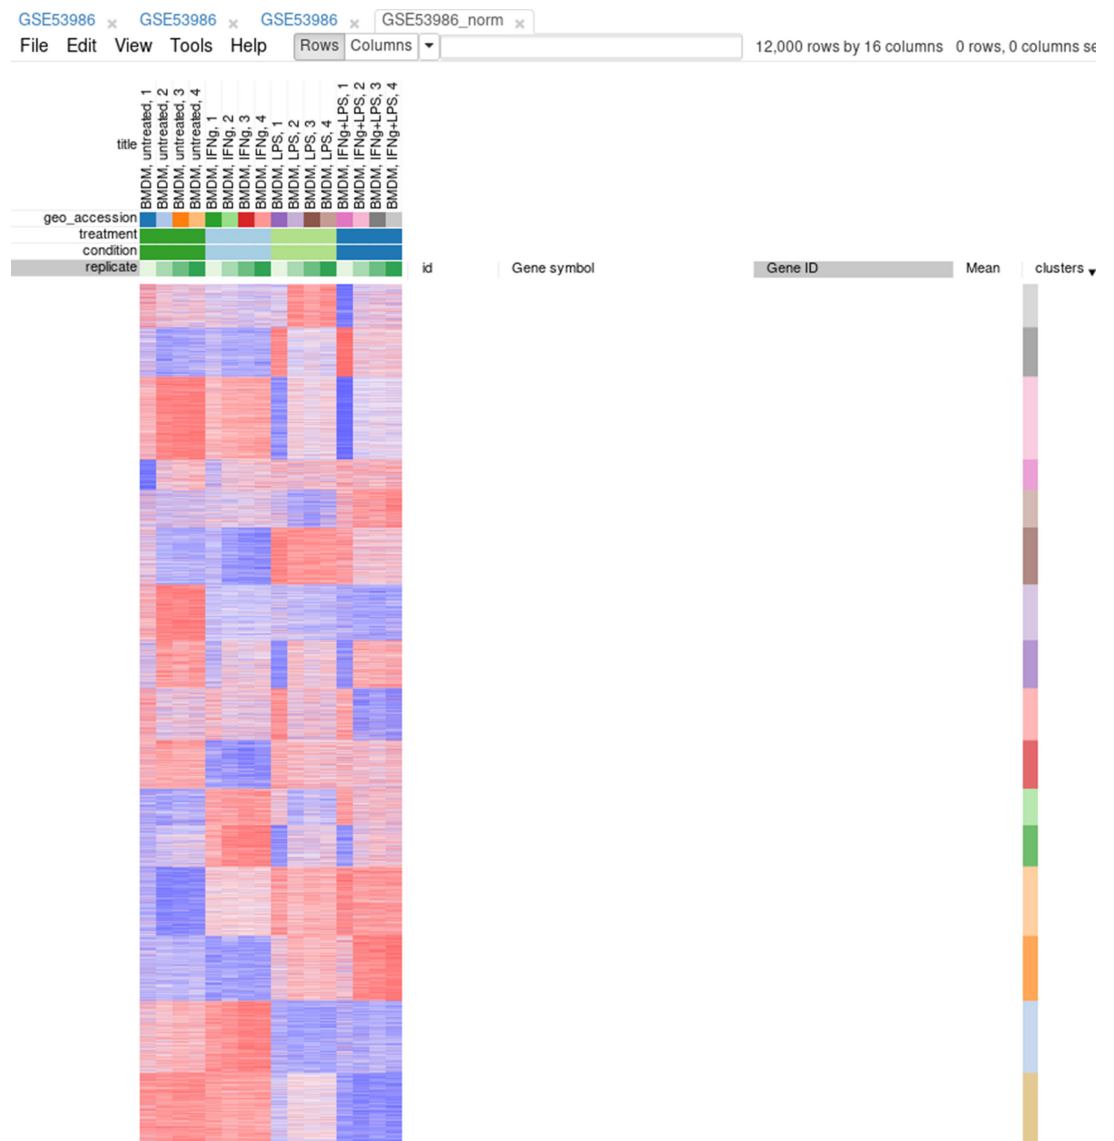 GSE53986 × GSE53986 × GSE53986 × GSE53986_norm ×
File Edit View Tools Help Rows Columns 12,000 rows by 16 columns 0 rows, 0 columns se
title
BMDM, untreated, 1
BMDM, untreated, 2
BMDM, untreated, 3
BMDM, untreated, 4
BMDM, IFNg, 1
BMDM, IFNg, 2
BMDM, IFNg, 3
BMDM, IFNg, 4
BMDM, LPS, 1
BMDM, LPS, 2
BMDM, LPS, 3
BMDM, LPS, 4
BMDM, IFNg+LPS, 1
BMDM, IFNg+LPS, 2
BMDM, IFNg+LPS, 3
BMDM, IFNg+LPS, 4
geo_accession
treatment
condition
replicate id Gene symbol Gene ID Mean clusters